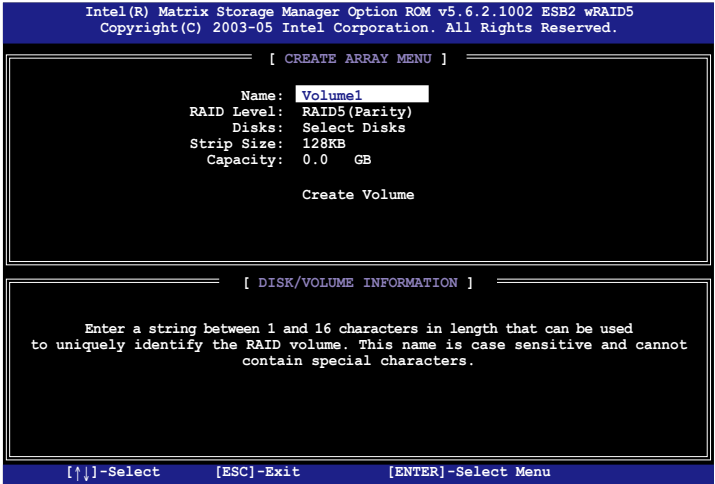 Intel(R) Matrix Storage Manager Option ROM v5.6.2.1002 ESB2 wRAID5
Copyright(C) 2003-05 Intel Corporation. All Rights Reserved.
[ CREATE ARRAY MENU ]
Name: Volume1
RAID Level: RAID5(Parity)
Disks: Select Disks
Strip Size: 128KB
Capacity: 0.0 GB
Create Volume
[ DISK/VOLUME INFORMATION ]
Enter a string between 1 and 16 characters in length that can be used
to uniquely identify the RAID volume. This name is case sensitive and cannot
contain special characters.
[↑↓]-Select [ESC]-Exit [ENTER]-Select Menu